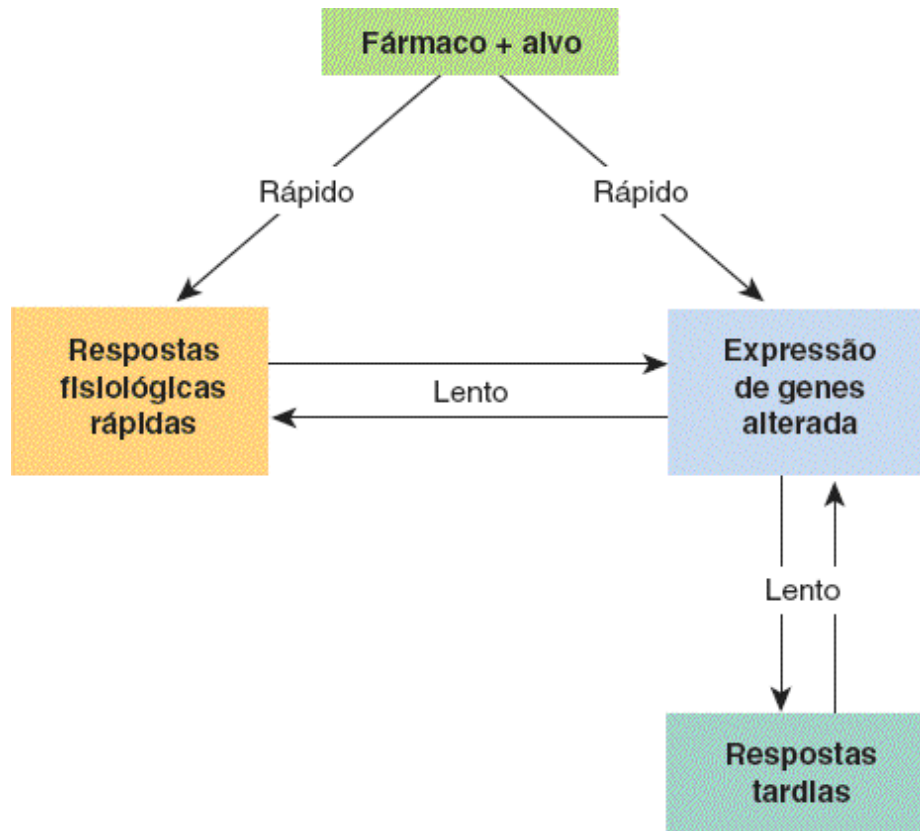 Fármaco + alvo
Rápido
Rápido
Respostas
fisiológicas
rápidas
Lento
Expressão
de genes
alterada
Lento
Respostas
tardias